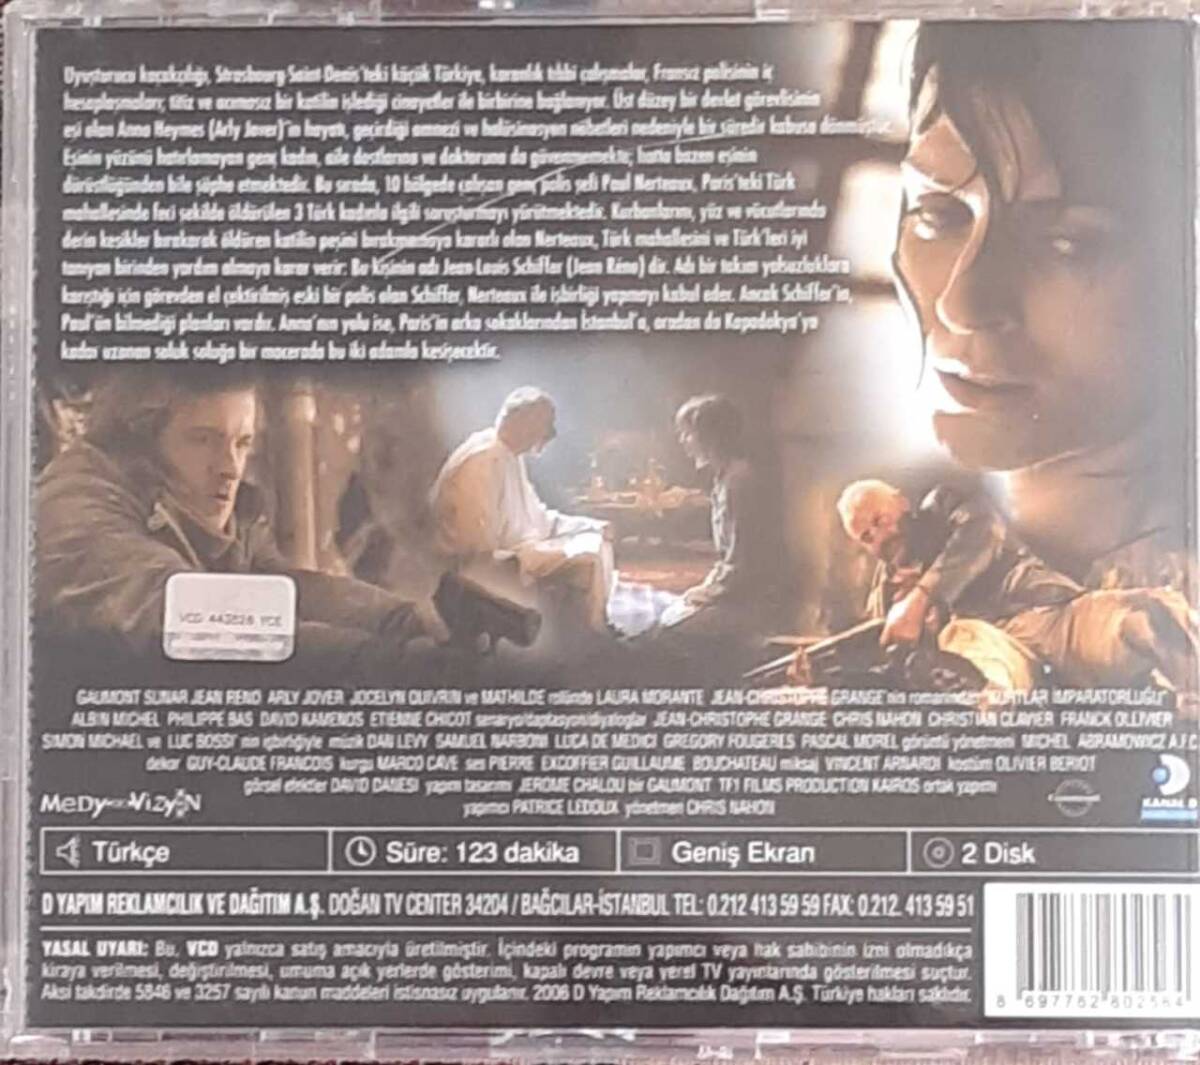 Uyuşturucu kaçakçılığı, Strasbourg-Saint-Denis'teki küçük Türkiye, karanlık tıbbi çalışmalar, Fransız polisinin iç
hesaplaşmaları; titiz ve acımasız bir katilin işlediği cinayetler ile birbirine bağlanıyor. Üst düzey bir devlet görevlisinin
eşi olan Anna Heymes (Arly Jover)'in hayatı, geçirdiği amnezi ve halüsinasyon nöbetleri nedeniyle bir süredir kabusa dönmüştür.
Eşinin yüzünü hatırlamayan genç kadın, aile dostlarına ve doktoruna da güvenmemekte; hatta bazen eşinin
dürüstlüğünden bile şüphe etmektedir. Bu sırada, 10 bölgede çalışan genç polis şefi Paul Nerteaux, Paris'teki Türk
mahallesinde feci şekilde öldürülen 3 Türk kadınla ilgili soruşturmayı yürütmektedir. Kurbanlarını, yüz ve vücutlarında
derin kesikler bırakarak öldüren katilin peşini bırakmamaya kararlı olan Nerteaux, Türk mahallesini ve Türk'leri iyi
tanıyan birinden yardım almaya karar verir: Bu Kişinin adı Jean-Louis Schiffer (Jean Réno) dir. Adı bir takım yolsuzluklara
karıştığı için görevden el çektirilmiş eski bir polis olan Schiffer, Nerteaux ile işbirliği yapmayı kabul eder. Ancak Schiffer'in,
Paul'ün bilmediği planları vardır. Anna'nın yolu ise, Paris'in arka sokaklarından İstanbul'a, oradan da Kapadokya'ya
kadar uzanan soluk soluğa bir macerada bu iki adamla kesişecektir.
VCD 443828 YCE
GAUMONT SUNAR JEAN RENO ARLY JOVER JOCELYN QUIVRIN ve MATHILDE rolünde LAURA MORANTE JEAN-CHRISTOPHE GRANGE'nin romanından "KURTLAR İMPARATORLUĞU"
ALBIN MICHEL PHILIPPE BAS DAVID KAMENOS ETIENNE CHICOT senaryo/daptasyon/diyaloglar JEAN-CHRISTOPHE GRANGE CHRIS NAHON CHRISTIAN CLAVIER FRANCK OLLIVIER
SIMON MICHAEL ve LUC BOSSI'nin işbirliğiyle müzik DAN LEVY SAMUEL NARBONI LUCA DE MEDICI GREGORY FOUGERES PASCAL MOREL görüntü yönetmeni MICHEL ABRAMOWICZ A.F.C
dekor GUY-CLAUDE FRANCOIS kurgu MARCO CAVE ses PIERRE EXCOFFIER GUILLAUME BOUCHATEAU miksaj VINCENT ARNARDI kostüm OLIVIER BERIOT
görsel efektler DAVID DANESI yapım tasarımı JEROME CHALOU bir GAUMONT TF1 FILMS PRODUCTION KAIROS ortak yapımı
yapımcı PATRICE LEDOUX yönetmen CHRIS NAHON
MeDya ViZyON
KANAL D
Türkçe
Süre: 123 dakika
Geniş Ekran
2 Disk
D YAPIM REKLAMCILIK VE DAĞITIM A.Ş. DOĞAN TV CENTER 34204 / BAĞCILAR-İSTANBUL TEL: 0.212 413 59 59 FAX: 0.212. 413 59 51
YASAL UYARI: Bu, VCD yalnızca satış amacıyla üretilmiştir. İçindeki programın yapımcı veya hak sahibinin izni olmadıkça
kiraya verilmesi, değiştirilmesi, umuma açık yerlerde gösterimi, kapalı devre veya yerel TV yayınlarında gösterilmesi suçtur.
Aksi takdirde 5846 ve 3257 sayılı kanun maddeleri istisnasız uygulanır. 2006 D Yapım Reklamcılık Dağıtım A.Ş. Türkiye hakları saklıdır.
8 697762 802584